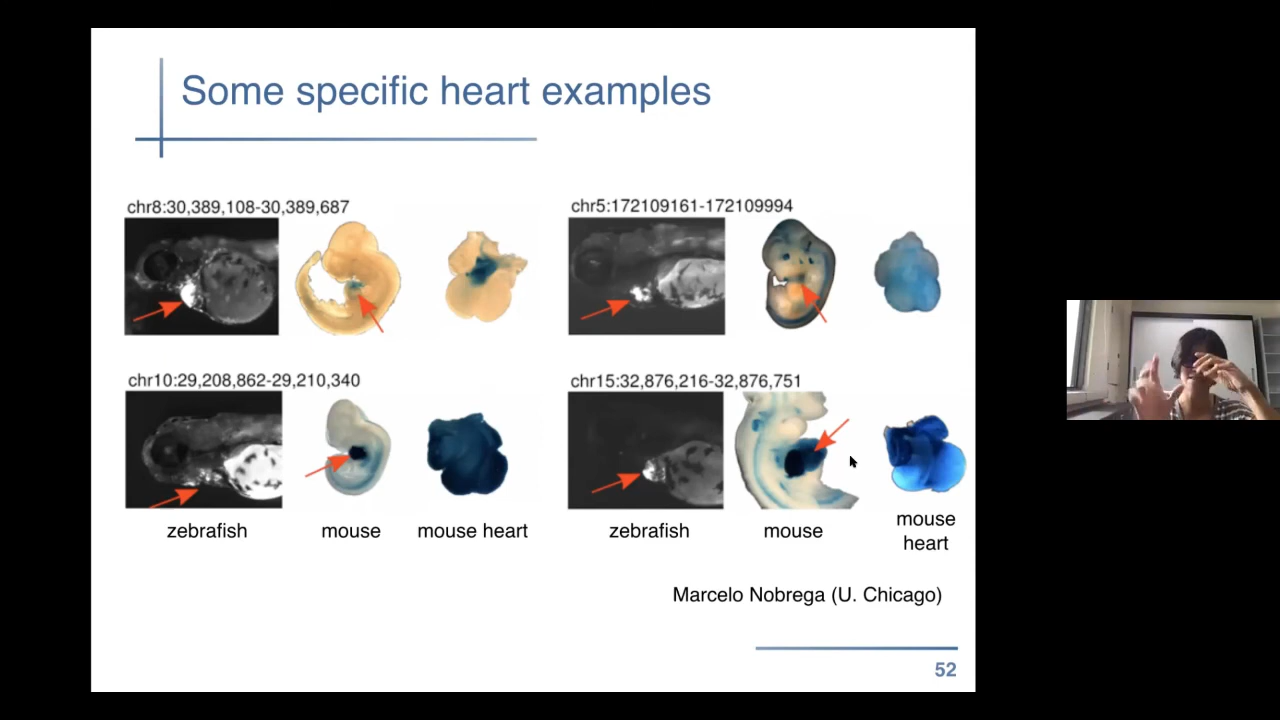 Some specific heart examples
chr8:30,389,108-30,389,687
chr5:172109161-172109994
chr10:29,208,862-29,210,340
chr15:32,876,216-32,876,751
zebrafish
mouse
mouse heart
zebrafish
mouse
mouse
heart
Marcelo Nobrega (U. Chicago)
52